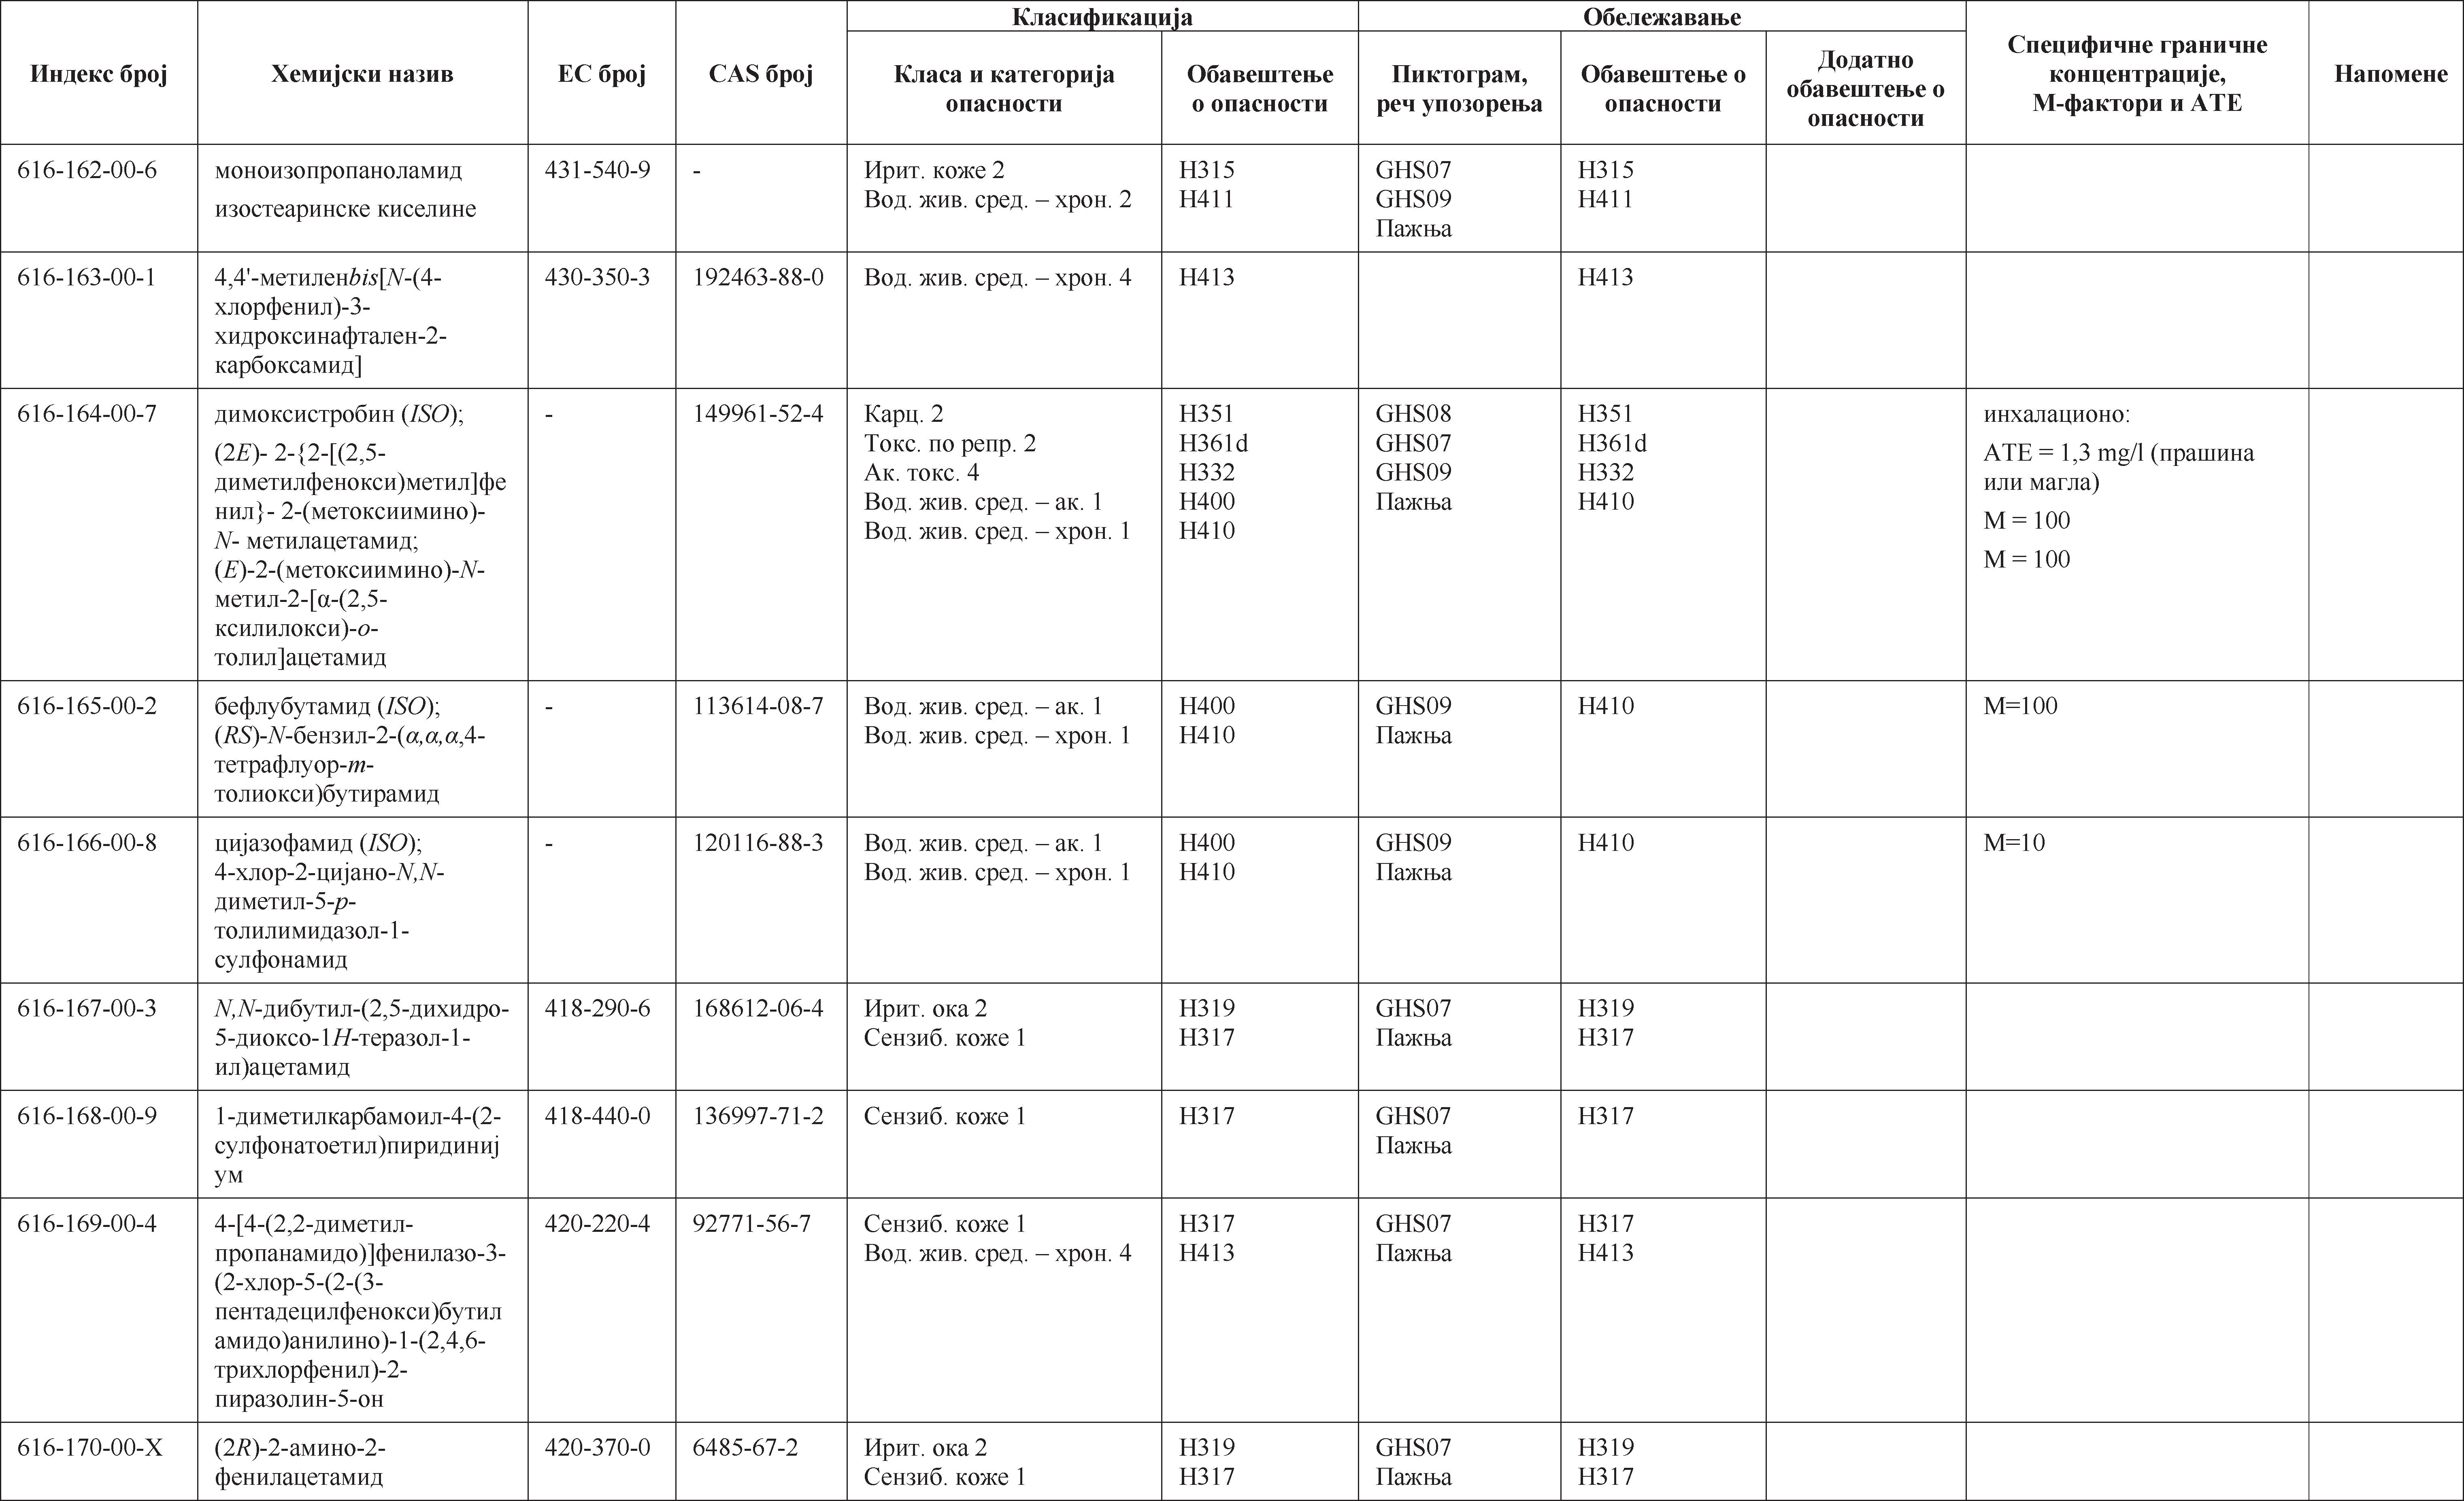 Индекс број
Хемијски назив
ЕС број
CAS број
Класификација
Обележавање
Специфичне граничне
концентрације,
М-фактори и АТЕ
Напомене
Класа и категорија
опасности
Обавештење
о опасности
Пиктограм,
реч упозорења
Обавештење о
опасности
Додатно
обавештење о
опасности
616-162-00-6
моноизопропаноламид
изостеаринске киселине
431-540-9
-
Ирит. коже 2
Вод. жив. сред. – хрон. 2
H315
H411
GHS07
GHS09
Пажња
H315
H411
616-163-00-1
4,4'-метиленbis[N-(4-
хлорфенил)-3-
хидроксинафтален-2-
карбоксамид]
430-350-3
192463-88-0
Вод. жив. сред. – хрон. 4
H413
H413
616-164-00-7
димоксистробин (ISO);
(2E)- 2-{2-[(2,5-
диметилфенокси)метил]фе
нил}- 2-(метоксиимино)-
N- метилацетамид;
(E)-2-(метоксиимино)-N-
метил-2-[α-(2,5-
ксилилокси)-o-
толил]ацетамид
-
149961-52-4
Карц. 2
Токс. по репр. 2
Ак. токс. 4
Вод. жив. сред. – ак. 1
Вод. жив. сред. – хрон. 1
H351
H361d
H332
H400
H410
GHS08
GHS07
GHS09
Пажња
H351
H361d
H332
H410
инхалационо:
ATE = 1,3 mg/l (прашина
или магла)
M = 100
M = 100
616-165-00-2
бефлубутамид (ISO);
(RS)-N-бензил-2-(α,α,α,4-
тетрафлуор-m-
толиокси)бутирамид
-
113614-08-7
Вод. жив. сред. – ак. 1
Вод. жив. сред. – хрон. 1
H400
H410
GHS09
Пажња
H410
M=100
616-166-00-8
цијазофамид (ISO);
4-хлор-2-цијано-N,N-
диметил-5-p-
толилимидазол-1-
сулфонамид
-
120116-88-3
Вод. жив. сред. – ак. 1
Вод. жив. сред. – хрон. 1
H400
H410
GHS09
Пажња
H410
M=10
616-167-00-3
N,N-дибутил-(2,5-дихидро-
5-диоксо-1H-теразол-1-
ил)ацетамид
418-290-6
168612-06-4
Ирит. ока 2
Сензиб. коже 1
H319
H317
GHS07
Пажња
H319
H317
616-168-00-9
1-диметилкарбамоил-4-(2-
сулфонатоетил)пиридиниј
ум
418-440-0
136997-71-2
Сензиб. коже 1
H317
GHS07
Пажња
H317
616-169-00-4
4-[4-(2,2-диметил-
пропанамидо)]фенилазо-3-
(2-хлор-5-(2-(3-
пентадецилфенокси)бутил
амидо)анилино)-1-(2,4,6-
трихлорфенил)-2-
пиразолин-5-он
420-220-4
92771-56-7
Сензиб. коже 1
Вод. жив. сред. – хрон. 4
H317
H413
GHS07
Пажња
H317
H413
616-170-00-X
(2R)-2-амино-2-
фенилацетамид
420-370-0
6485-67-2
Ирит. ока 2
Сензиб. коже 1
H319
H317
GHS07
Пажња
H319
H317